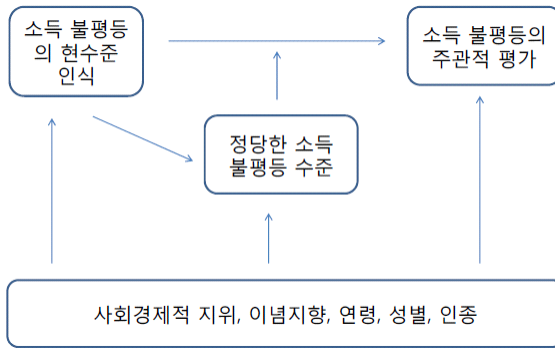 소득 불평등
의 현수준
인식
소득 불평등의
주관적 평가
정당한 소득
불평등 수준
사회경제적 지위, 이념지향, 연령, 성별, 인종